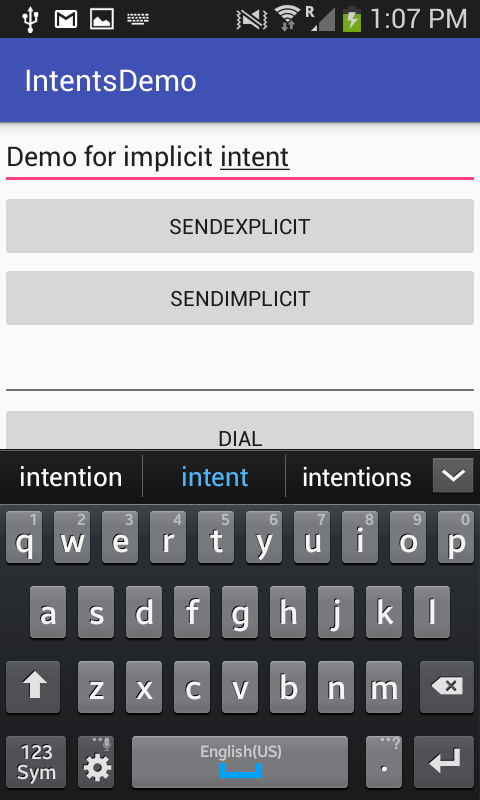 R 1:07 PM
IntentsDemo
Demo for implicit intent
SENDEXPLICIT
SENDIMPLICIT
DIAL
intention intent intentions
1 2 3 4 5 6 7 8 9 0
q w e r t y u i o p
a s d f g h j k l
z x c v b n m
123 Sym English(US) . ?